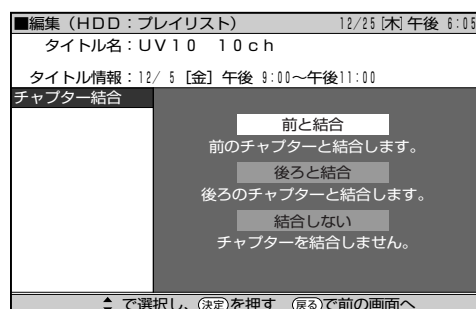 ■編集(HDD:プレイリスト) 12/25[木]午後 6:05
タイトル名:UV10 10ch
タイトル情報:12/ 5[金]午後 9:00~午後11:00
チャプター結合
前と結合
前のチャプターと結合します。
後ろと結合
後ろのチャプターと結合します。
結合しない
チャプターを結合しません。
で選択し、決定を押す 戻るで前の画面へ